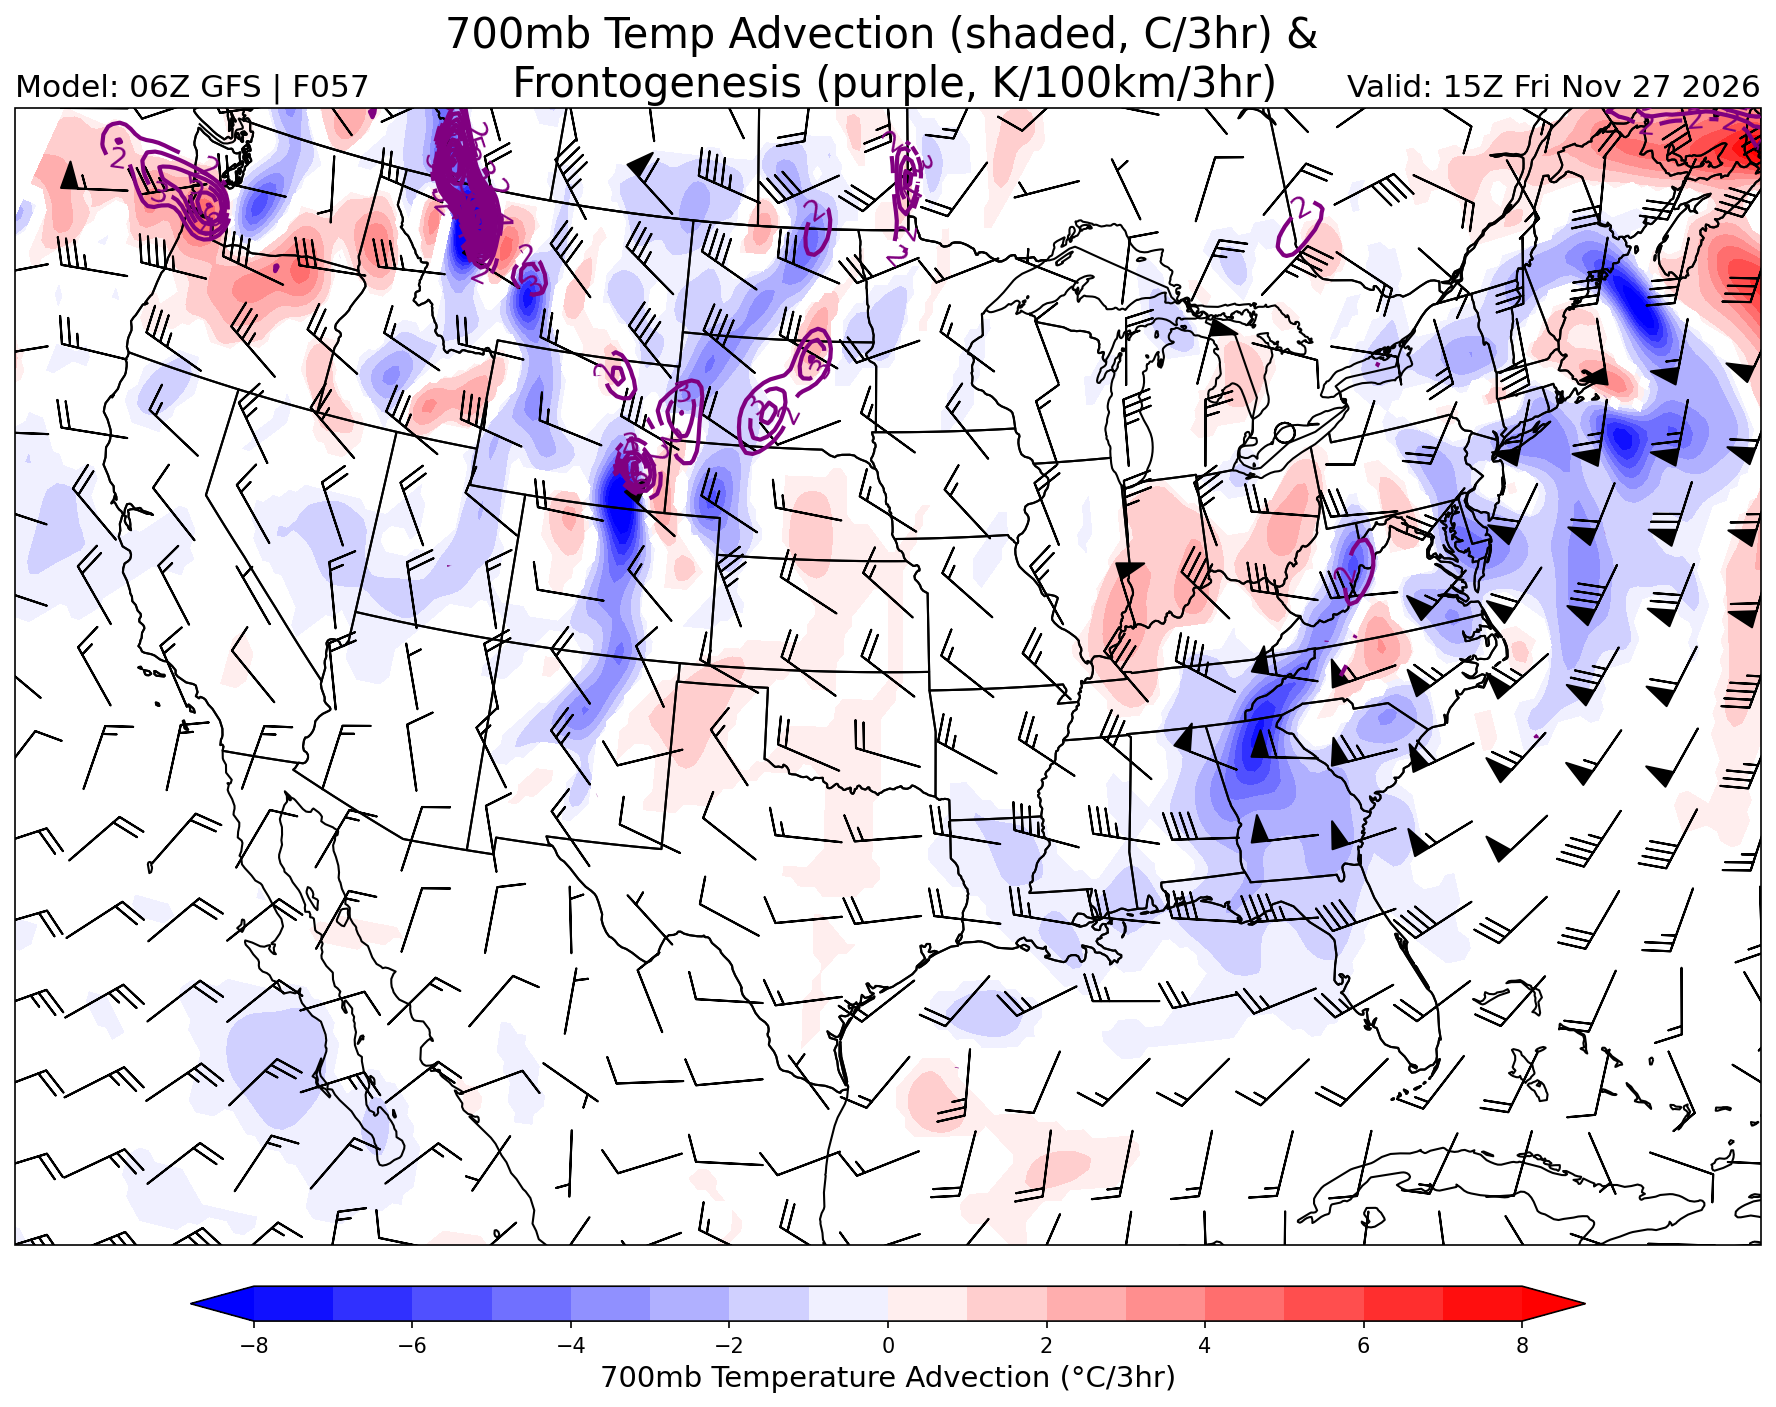 700mb Temp Advection (shaded, C/3hr) &
Model: 06Z GFS | F057
Frontogenesis (purple, K/100km/3hr)
Valid: 15Z Fri Nov 27 2026
−8 −6 −4 −2 0 2 4 6 8
700mb Temperature Advection (°C/3hr)